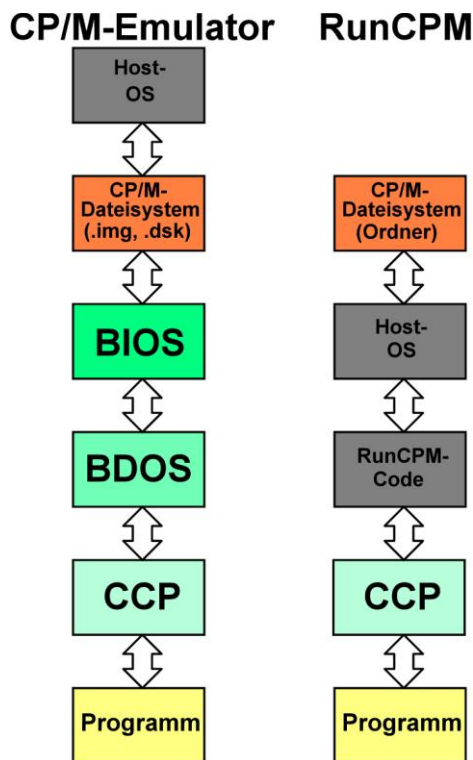 CP/M-Emulator
Host-
OS
CP/M-
Dateisystem
(.img, .dsk)
BIOS
BDOS
CCP
Programm
RunCPM
CP/M-
Dateisystem
(Ordner)
Host-
OS
RunCPM-
Code
CCP
Programm